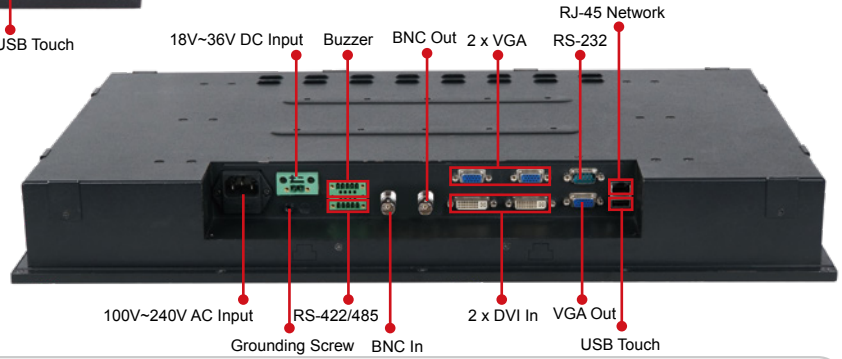 USB Touch
RJ-45 Network
18V~36V DC Input
Buzzer
BNC Out
2 x VGA
RS-232
100V~240V AC Input
RS-422/485
2 x DVI In
VGA Out
Grounding Screw
BNC In
USB Touch